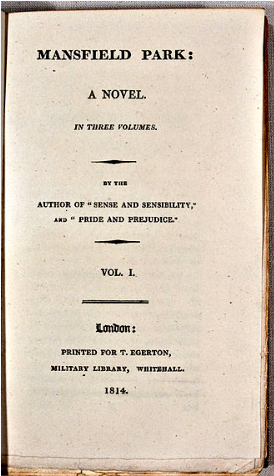 MANSFIELD PARK:
A NOVEL.
IN THREE VOLUMES.
BY THE
AUTHOR OF "SENSE AND SENSIBILITY,"
AND "PRIDE AND PREJUDICE."
VOL. I.
London:
PRINTED FOR T. EGERTON,
MILITARY LIBRARY, WHITEHALL.
1814.